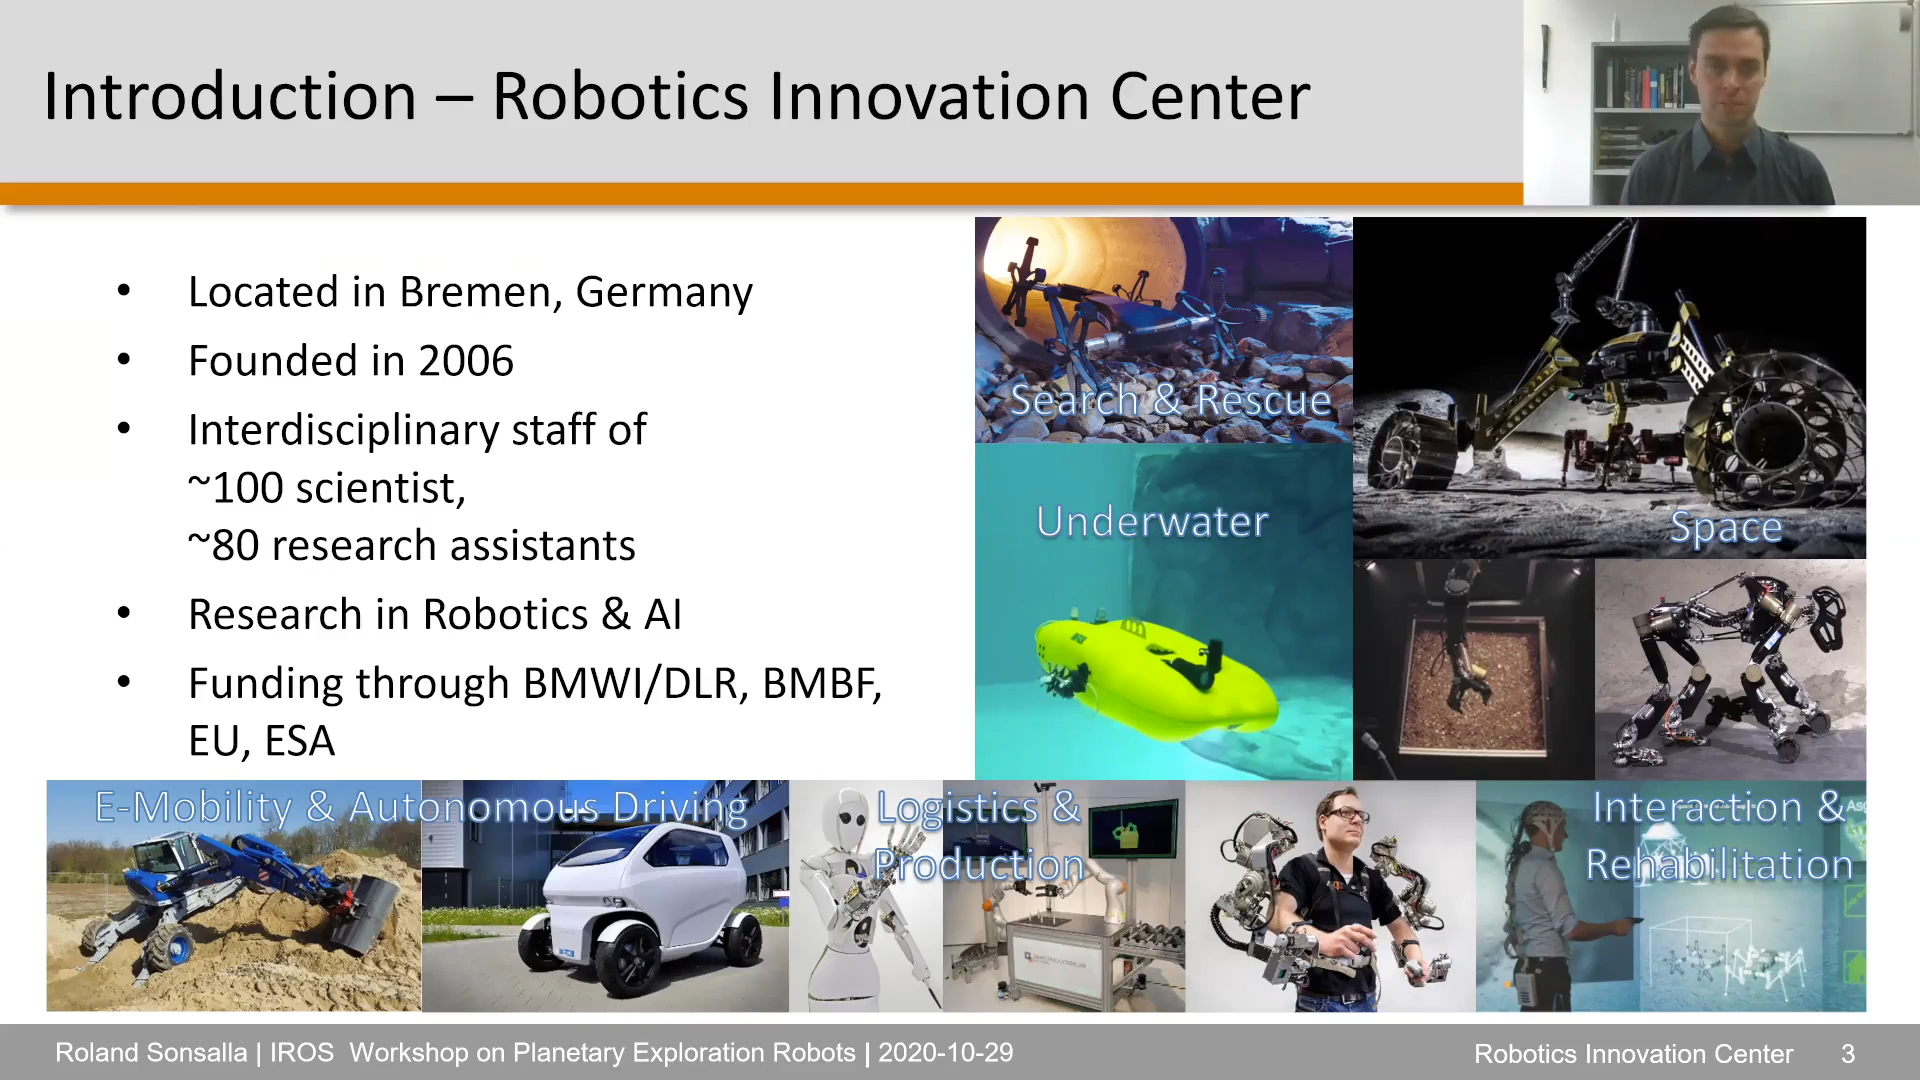 Introduction – Robotics Innovation Center
• Located in Bremen, Germany
• Founded in 2006
• Interdisciplinary staff of
~100 scientist,
~80 research assistants
• Research in Robotics & AI
• Funding through BMWI/DLR, BMBF,
EU, ESA
Search & Rescue
Underwater
Space
E-Mobility & Autonomous Driving
Logistics &
Production
Interaction &
Rehabilitation
Roland Sonsalla | IROS Workshop on Planetary Exploration Robots | 2020-10-29
Robotics Innovation Center 3